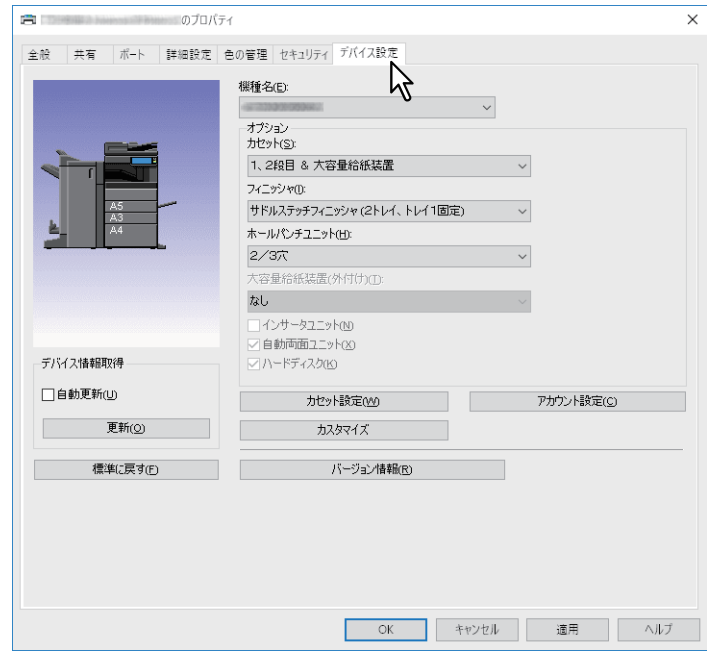 のプロパティ
全般 共有 ポート 詳細設定 色の管理 セキュリティ デバイス設定
A5
A3
A4
デバイス情報取得
自動更新(U)
更新(O)
標準に戻す(F)
機種名(E):
オプション
カセット(S):
1、2段目 & 大容量給紙装置
フィニッシャ(I):
サドルステッチフィニッシャ(2トレイ、トレイ1固定)
ホールパンチユニット(H):
2/3穴
大容量給紙装置(外付け)(T):
なし
インサータユニット(N)
自動両面ユニット(X)
ハードディスク(K)
カセット設定(W) アカウント設定(C)
カスタマイズ
バージョン情報(R)
OK キャンセル 適用 ヘルプ